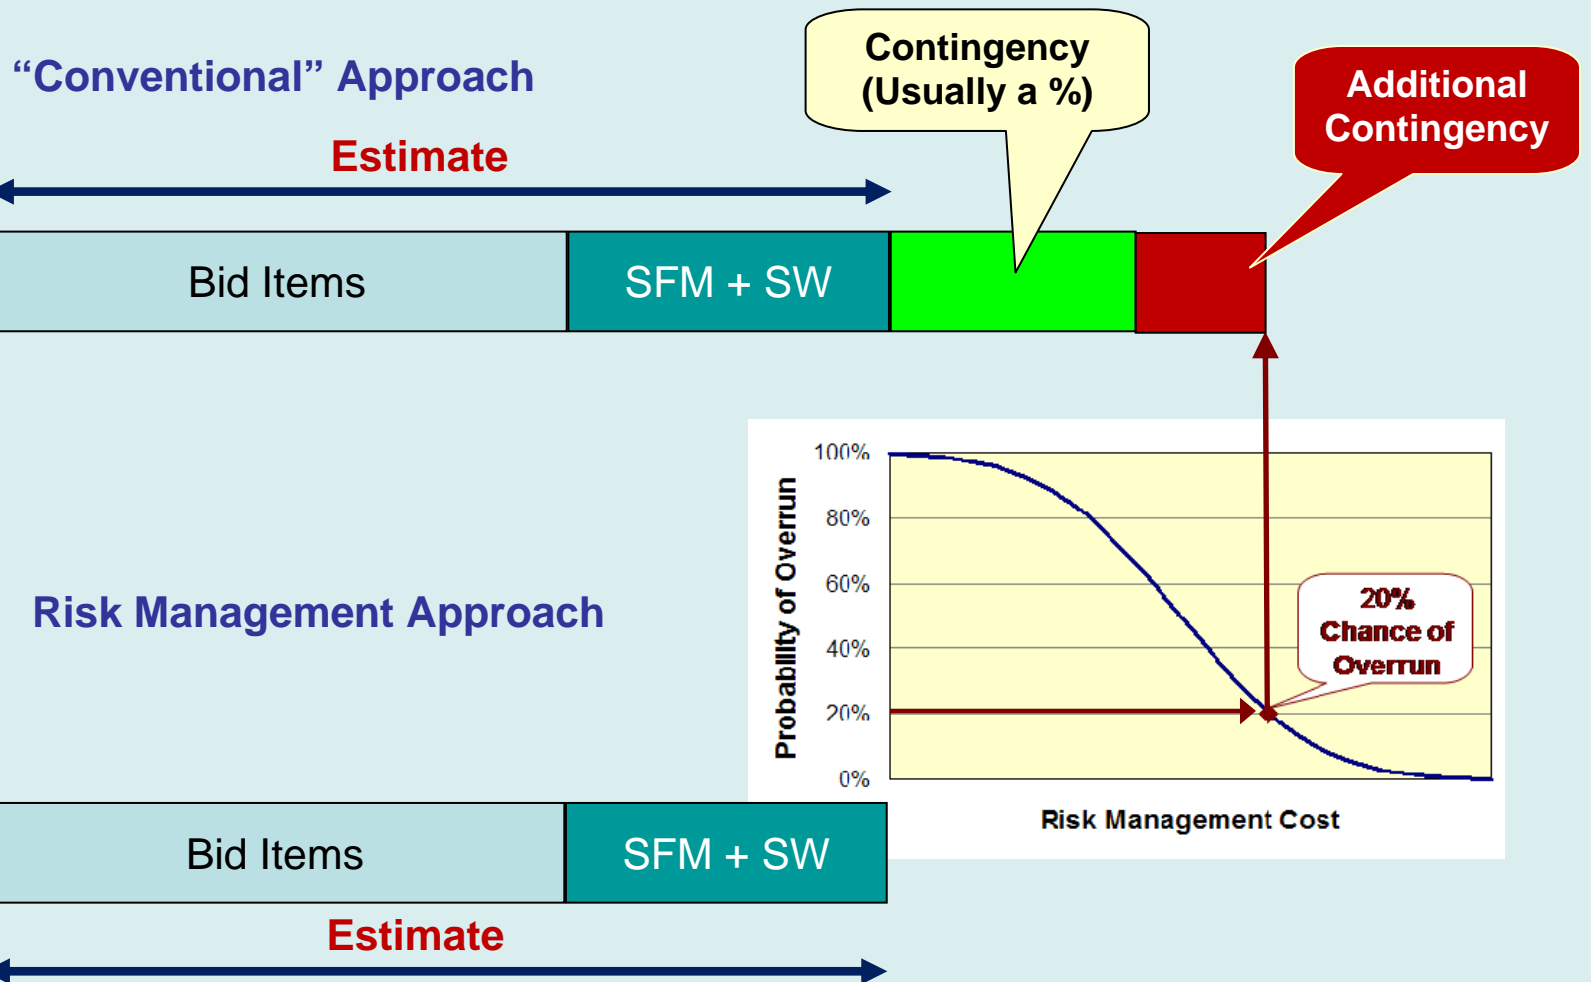 “Conventional” Approach
Contingency
(Usually a %)
Additional
Contingency
Estimate
Bid Items
SFM + SW
Risk Management Approach
Probability of Overrun
100%
80%
60%
40%
20%
0%
20%
Chance of
Overrun
Risk Management Cost
Bid Items
SFM + SW
Estimate